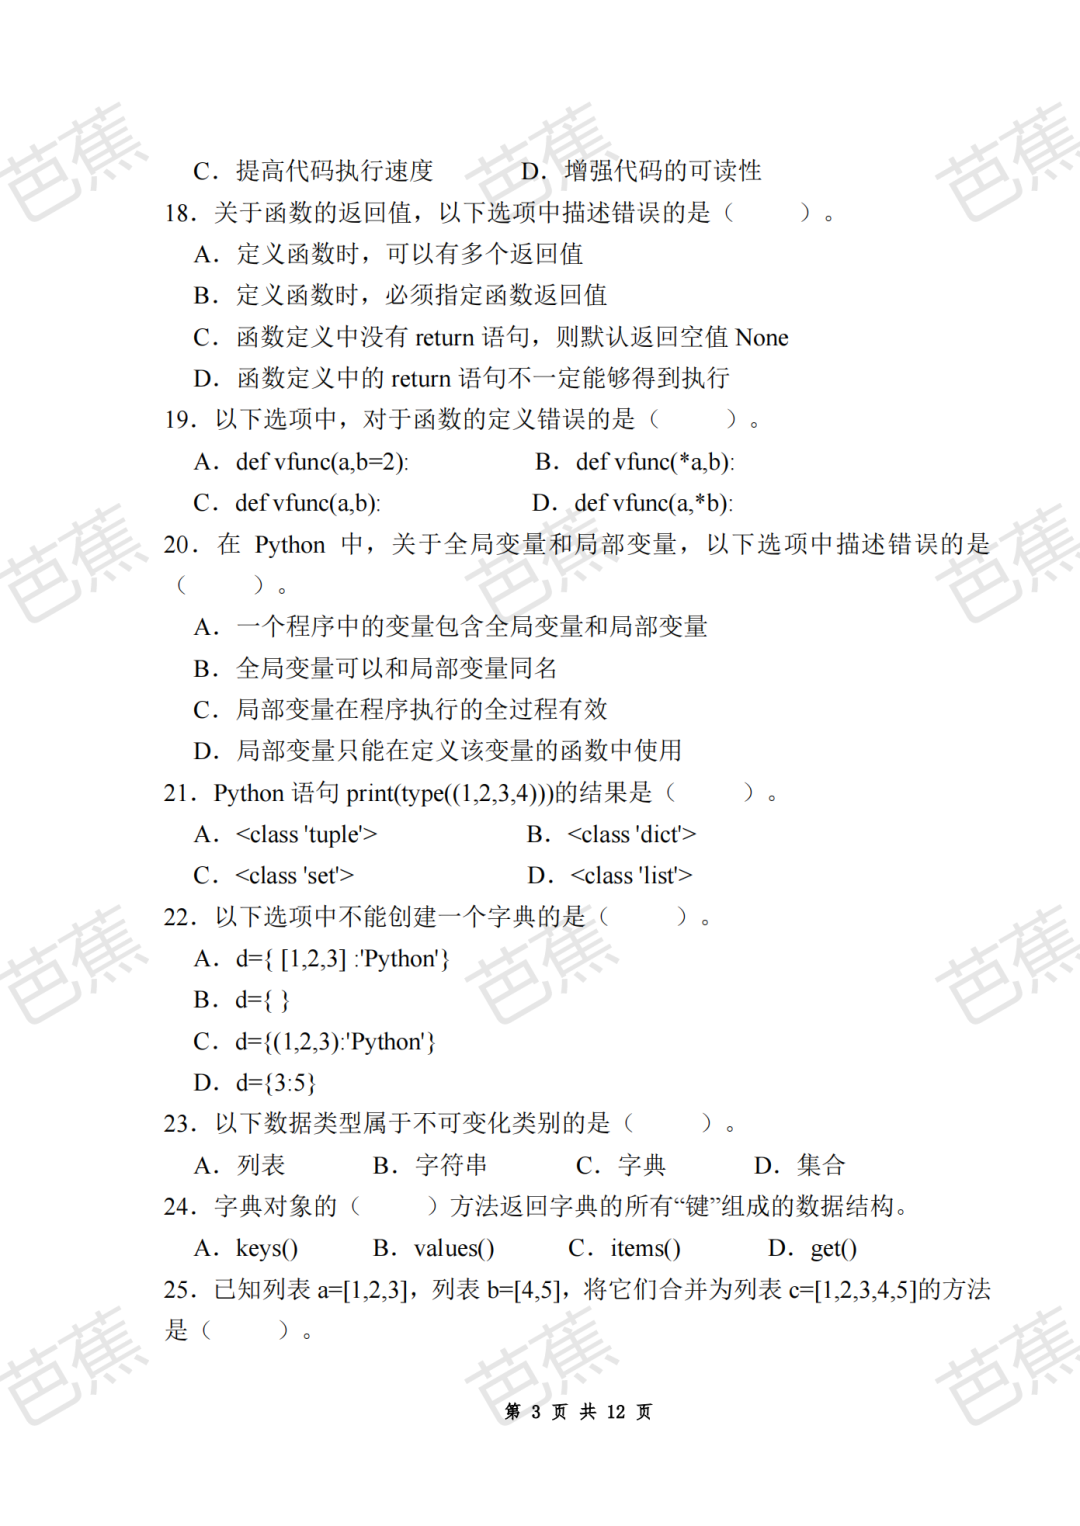 C．提高代码执行速度 D．增强代码的可读性
18．关于函数的返回值，以下选项中描述错误的是（ ）。
A．定义函数时，可以有多个返回值
B．定义函数时，必须指定函数返回值
C．函数定义中没有 return 语句，则默认返回空值 None
D．函数定义中的 return 语句不一定能够得到执行
19．以下选项中，对于函数的定义错误的是（ ）。
A．def vfunc(a,b=2): B．def vfunc(*a,b):
C．def vfunc(a,b): D．def vfunc(a,*b):
20．在 Python 中，关于全局变量和局部变量，以下选项中描述错误的是
（ ）。
A．一个程序中的变量包含全局变量和局部变量
B．全局变量可以和局部变量同名
C．局部变量在程序执行的全过程有效
D．局部变量只能在定义该变量的函数中使用
21．Python 语句 print(type((1,2,3,4)))的结果是（ ）。
A．<class 'tuple'> B．<class 'dict'>
C．<class 'set'> D．<class 'list'>
22．以下选项中不能创建一个字典的是（ ）。
A．d={ [1,2,3] :'Python'}
B．d={ }
C．d={(1,2,3):'Python'}
D．d={3:5}
23．以下数据类型属于不可变化类别的是（ ）。
A．列表 B．字符串 C．字典 D．集合
24．字典对象的（ ）方法返回字典的所有“键”组成的数据结构。
A．keys() B．values() C．items() D．get()
25．已知列表 a=[1,2,3]，列表 b=[4,5]，将它们合并为列表 c=[1,2,3,4,5]的方法
是（ ）。
第 3 页 共 12 页
芭蕉
芭蕉
芭蕉
芭蕉
芭蕉
芭蕉
芭蕉
芭蕉
芭蕉
芭蕉
芭蕉
芭蕉